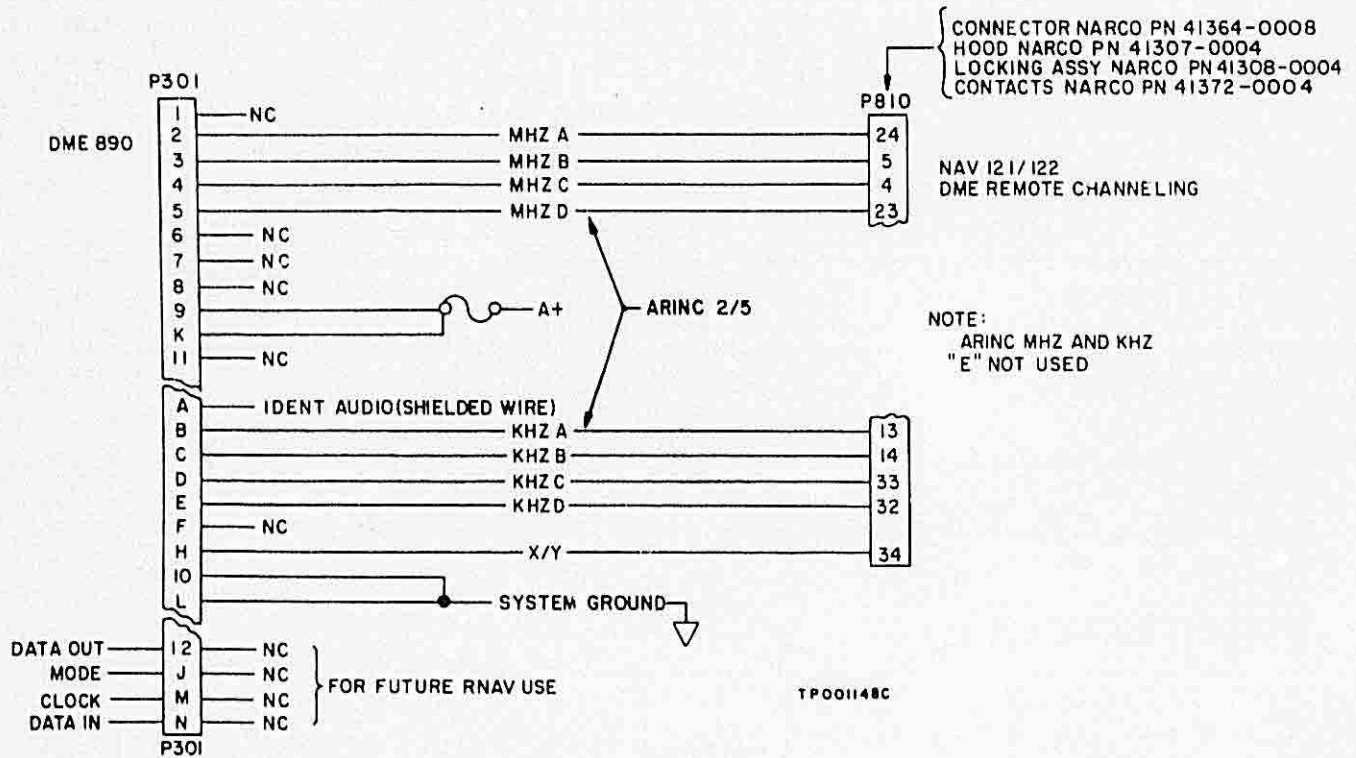 CONNECTOR NARCO PN 41364-0008
HOOD NARCO PN 41307-0004
LOCKING ASSY NARCO PN 41308-0004
CONTACTS NARCO PN 41372-0004
P301
P810
DME 890
1 NC
2 MHZ A 24
3 MHZ B 5
4 MHZ C 4
5 MHZ D 23
NAV 121/122
DME REMOTE CHANNELING
6 NC
7 NC
8 NC
9 A+
ARINC 2/5
K
11 NC
NOTE:
ARINC MHZ AND KHZ
"E" NOT USED
A IDENT AUDIO(SHIELDED WIRE)
B KHZ A 13
C KHZ B 14
D KHZ C 33
E KHZ D 32
F NC
H X/Y 34
10
L SYSTEM GROUND
DATA OUT 12 NC
MODE J NC
CLOCK M NC
DATA IN N NC
FOR FUTURE RNAV USE
P301
TP001148C